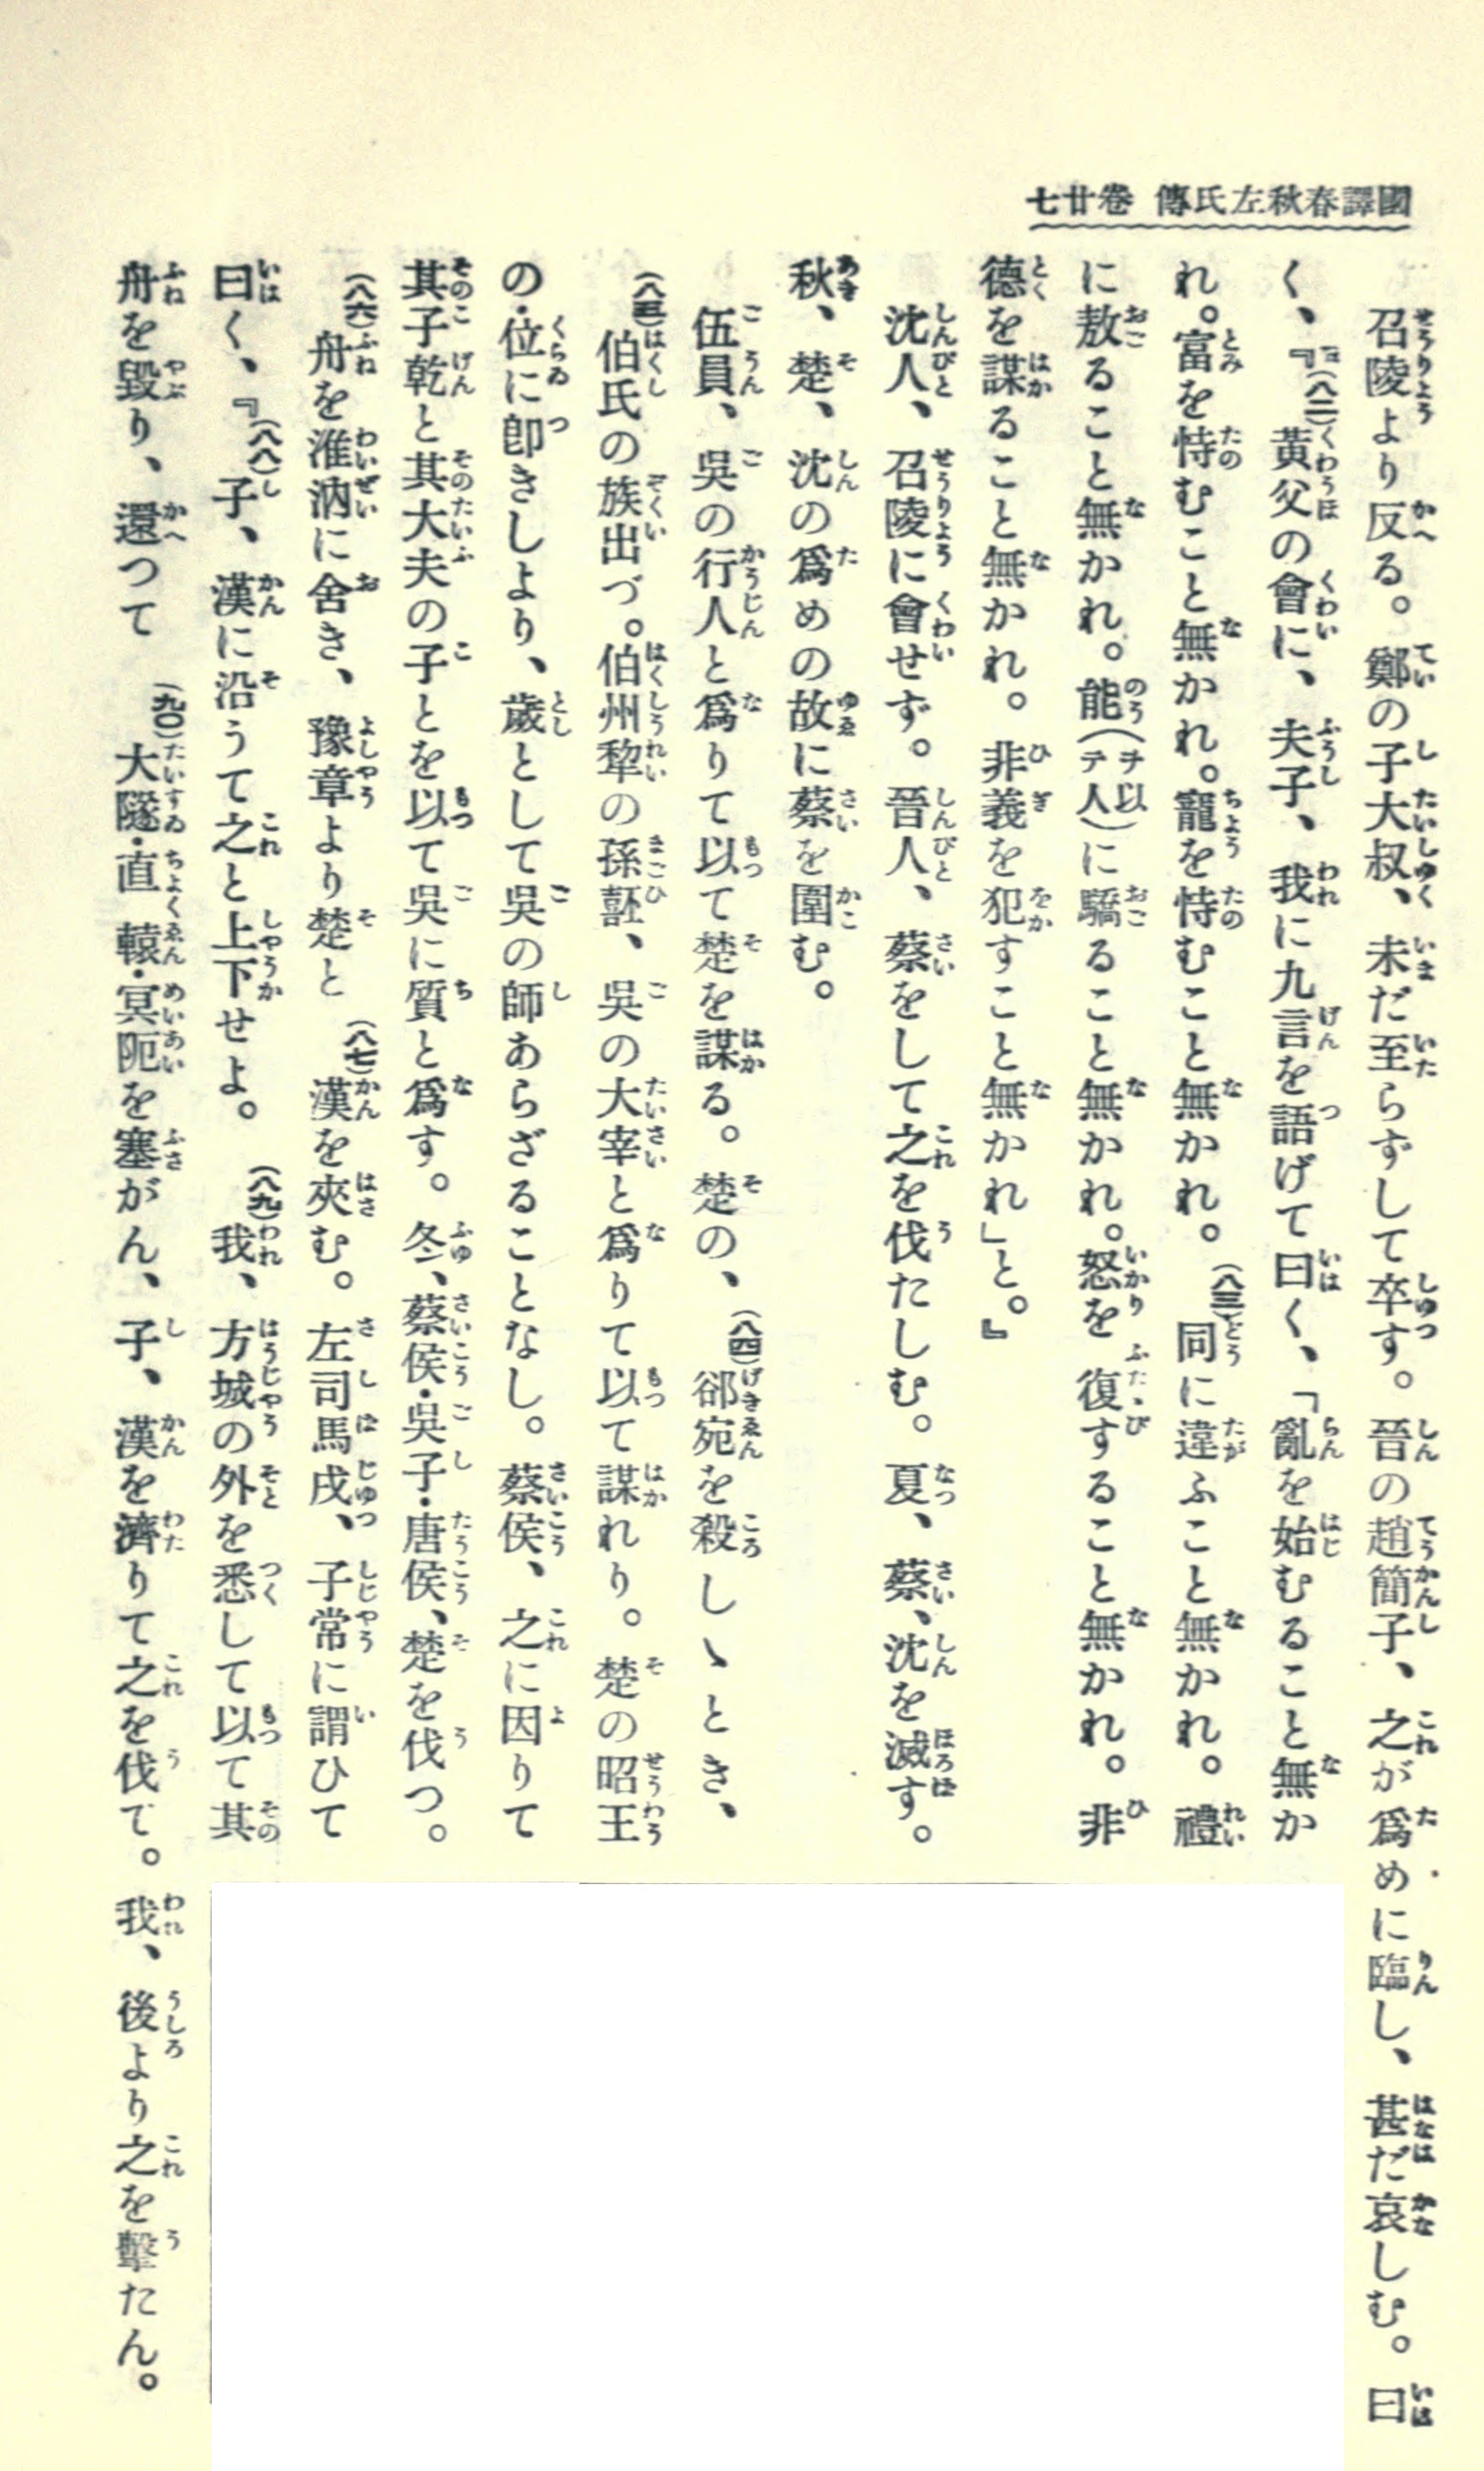 國譯春秋左氏傳 卷廿七
召陵より反る。鄭の子大叔、未だ至らずして卒す。晉の趙簡子、之が爲めに臨し、甚だ哀しむ。曰
く、『(八二)黃父の會に、夫子、我に九言を語げて曰く、「亂を始むること無か
れ。富を恃むこと無かれ。寵を恃むこと無かれ。(八三)同に違ふこと無かれ。禮
に敖ること無かれ。能(ヲ以テ人)に驕ること無かれ。怒を復すること無かれ。非
德を謀ること無かれ。非義を犯すこと無かれ」と。』
沈人、召陵に會せず。晉人、蔡をして之を伐たしむ。夏、蔡、沈を滅す。
秋、楚、沈の爲めの故に蔡を圍む。
伍員、吳の行人と爲りて以て楚を謀る。楚の、(八四)郤宛を殺しゝとき、
伯氏の族出づ。伯州犂の孫嚭、吳の大宰と爲りて以て謀れり。楚の昭王
の位に卽きしより、歲として吳の師あらざることなし。蔡侯、之に因りて
其子乾と其大夫の子とを以て吳に質と爲す。冬、蔡侯・吳子・唐侯、楚を伐つ。
(八六)舟を淮汭に舍き、豫章より楚と(八七)漢を夾む。左司馬戌、子常に謂ひて
曰く、『(八八)子、漢に沿うて之と上下せよ。(八九)我、方城の外を悉して以て其
舟を毀り、還つて(九〇)大隧・直轅・冥阨を塞がん、子、漢を濟りて之を伐て。我、後より之を擊たん。